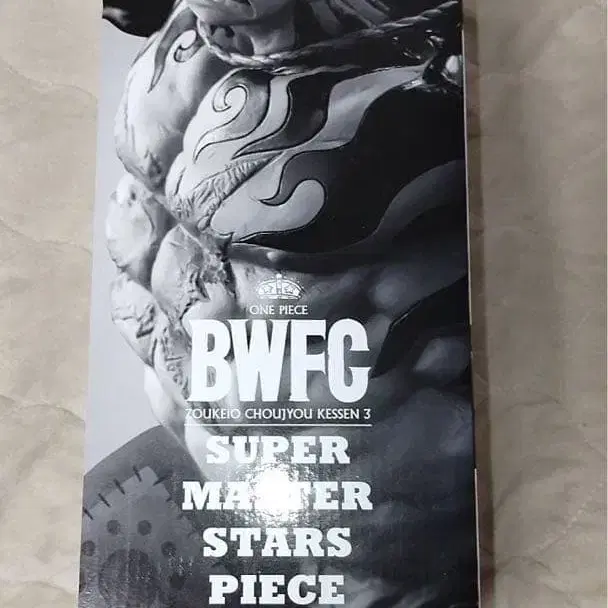 ONE PIECE
BWFC
ZOUKEIO CHOUJYOU KESSEN 3
SUPER
MASTER
STARS
PIECE